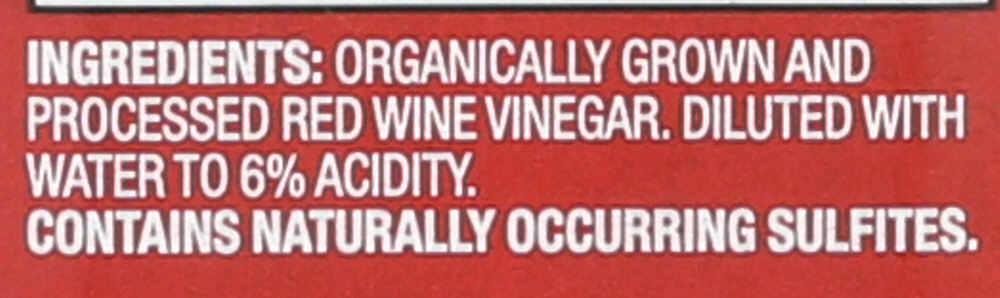 INGREDIENTS: ORGANICALLY GROWN AND
PROCESSED RED WINE VINEGAR. DILUTED WITH
WATER TO 6% ACIDITY.
CONTAINS NATURALLY OCCURRING SULFITES.